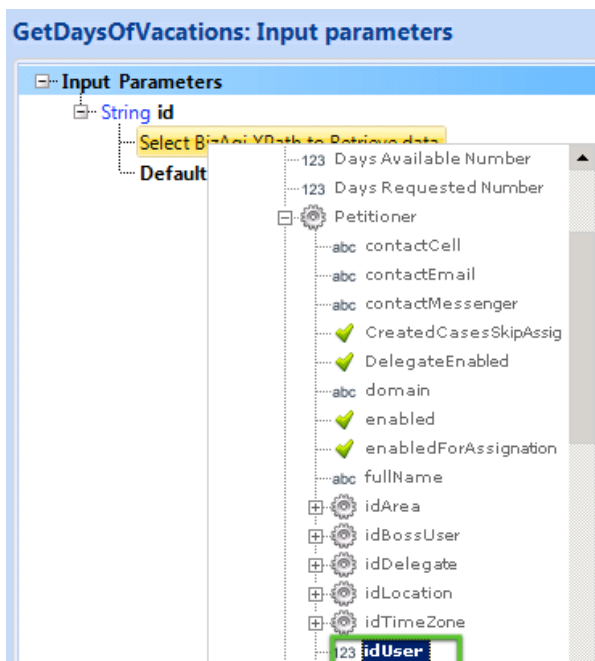 GetDaysOfVacations: Input parameters
Input Parameters
String id
Select BizAgi XPath to Retrieve data
Default
123 Days Available Number
123 Days Requested Number
Petitioner
abc contactCell
abc contactEmail
abc contactMessenger
CreatedCasesSkipAssig
DelegateEnabled
abc domain
enabled
enabledForAssignation
abc fullName
idArea
idBossUser
idDelegate
idLocation
idTimeZone
123 idUser